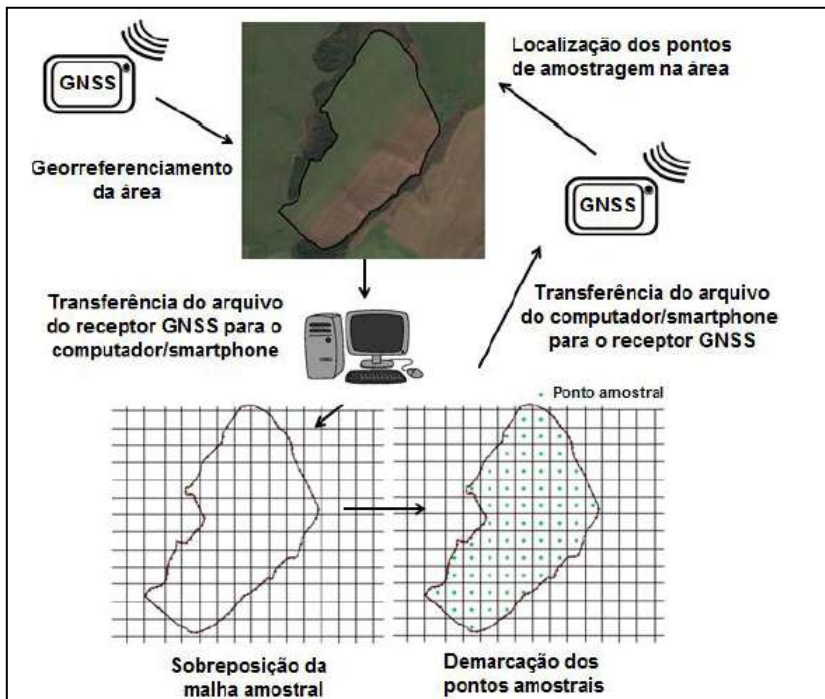 GNSS
Georreferenciamento
da área
Localização dos pontos
de amostragem na área
GNSS
Transferência do arquivo
do receptor GNSS para o
computador/smartphone
Transferência do arquivo
do computador/smartphone
para o receptor GNSS
Ponto amostral
Sobreposição da
malha amostral
Demarcação dos
pontos amostrais